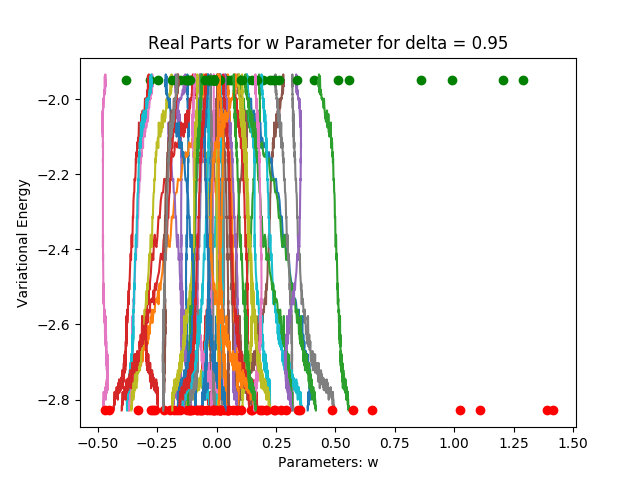 Real Parts for w Parameter for delta = 0.95
Variational Energy
−2.0
−2.2
−2.4
−2.6
−2.8
−0.50 −0.25 0.00 0.25 0.50 0.75 1.00 1.25 1.50
Parameters: w